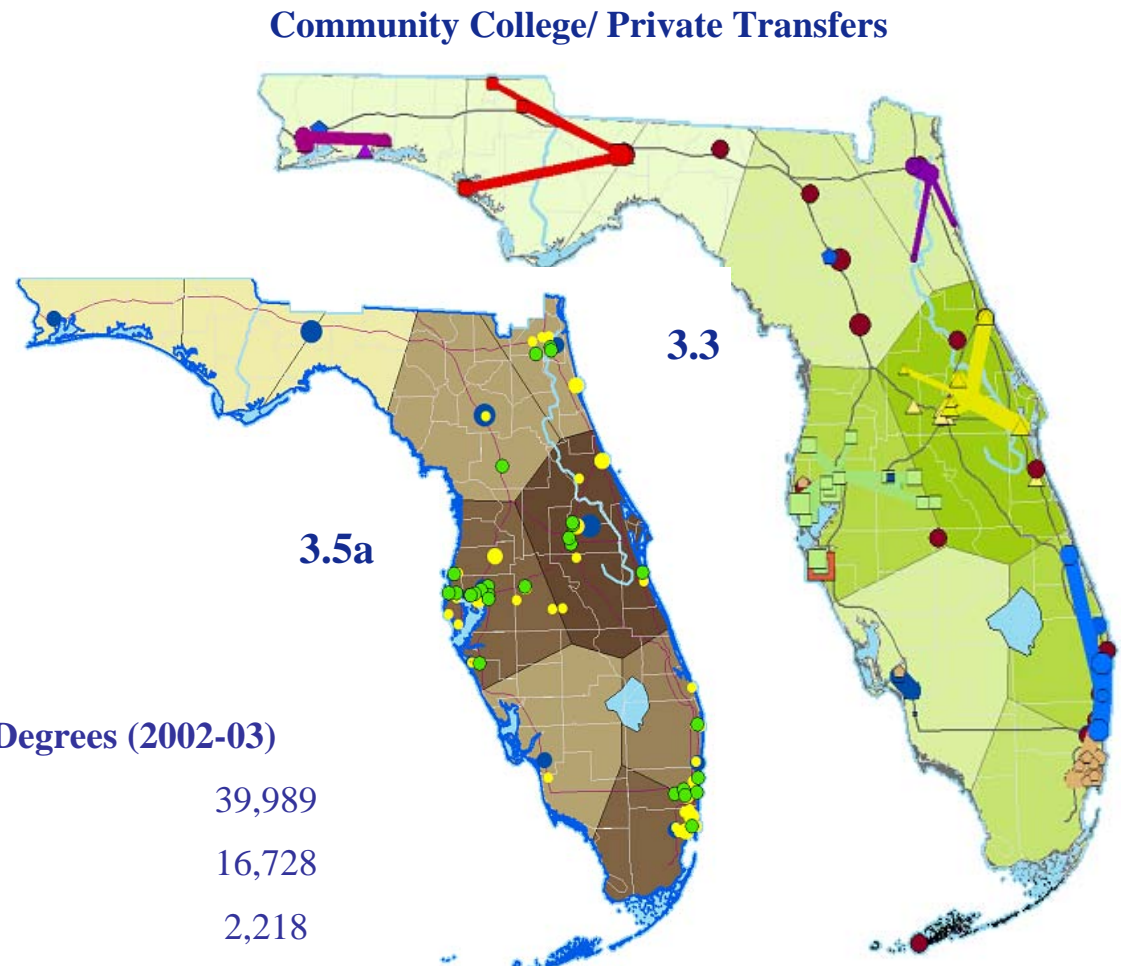 Community College/ Private Transfers
3.3
3.5a
Degrees (2002-03)
39,989
16,728
2,218